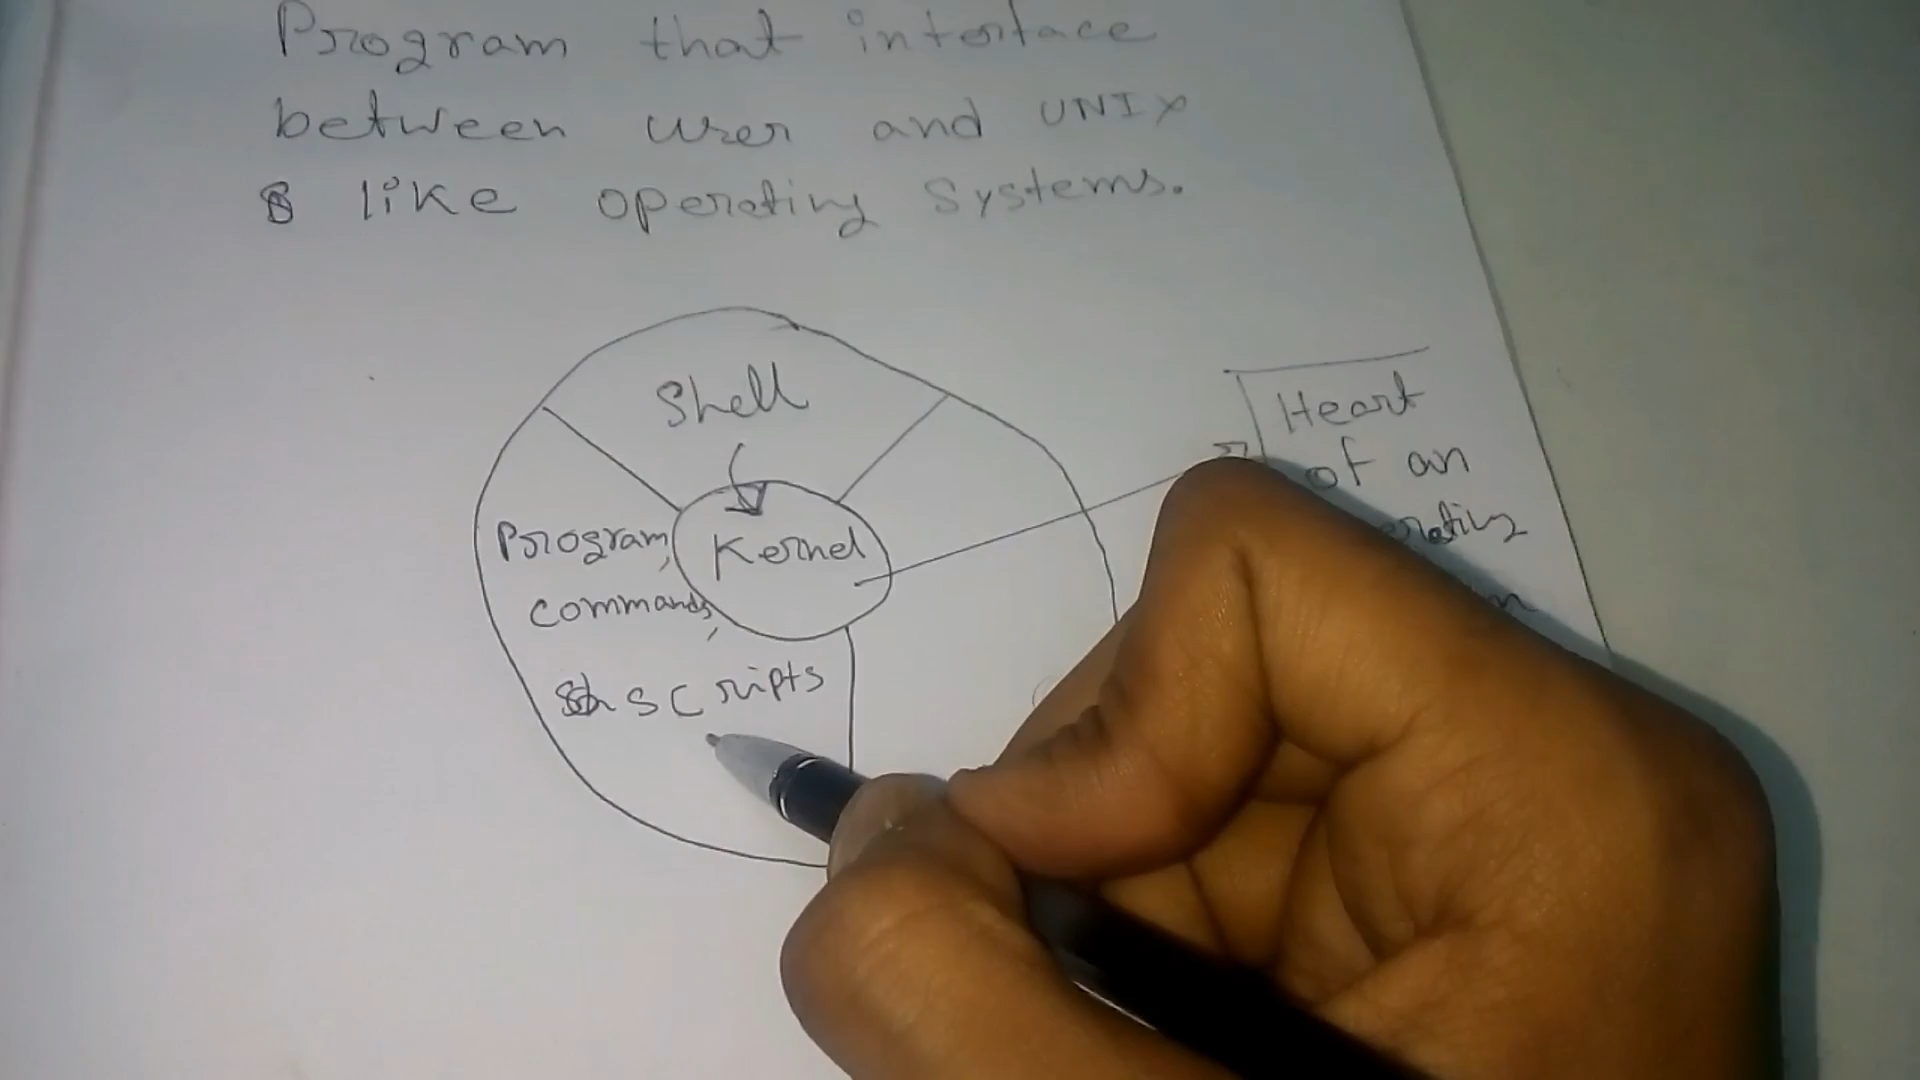 Program that interface
between user and UNIX
like operating systems.
Shell
Kernel
Program,
commands,
scripts
Heart
of an